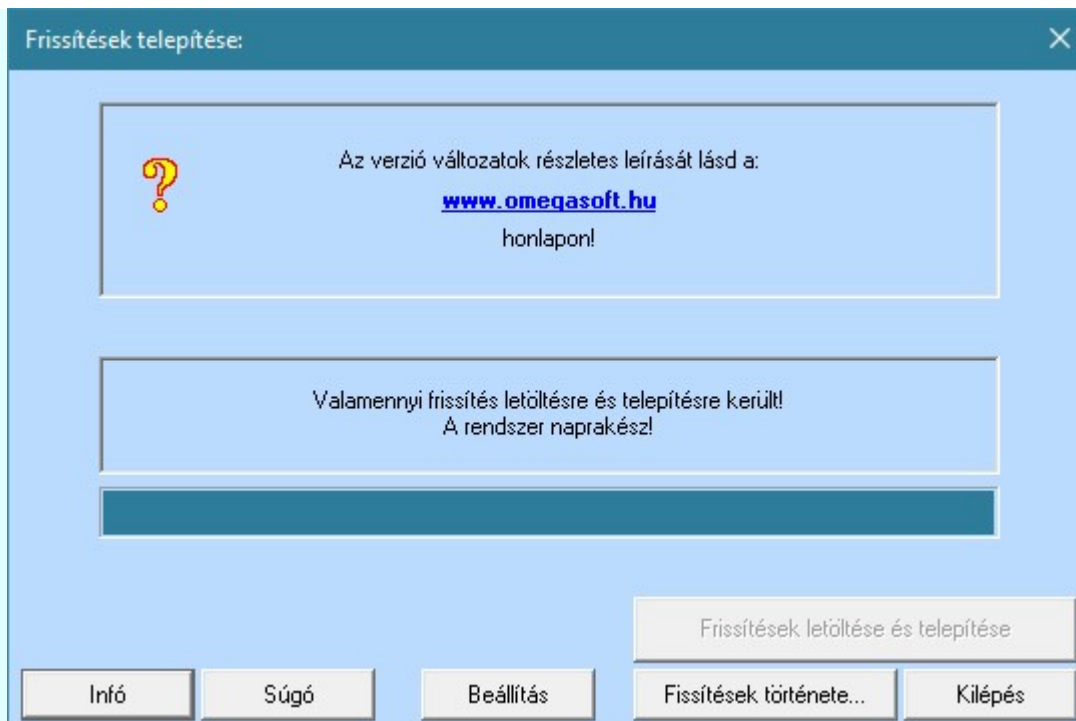 Frissítések telepítése:
Az verzió változatok részletes leírását lásd a:
www.omegasoft.hu
honlapon!
Valamennyi frissítés letöltésre és telepítésre került!
A rendszer naprakész!
Frissítések letöltése és telepítése
Infó
Súgó
Beállítás
Fissítések története...
Kilépés